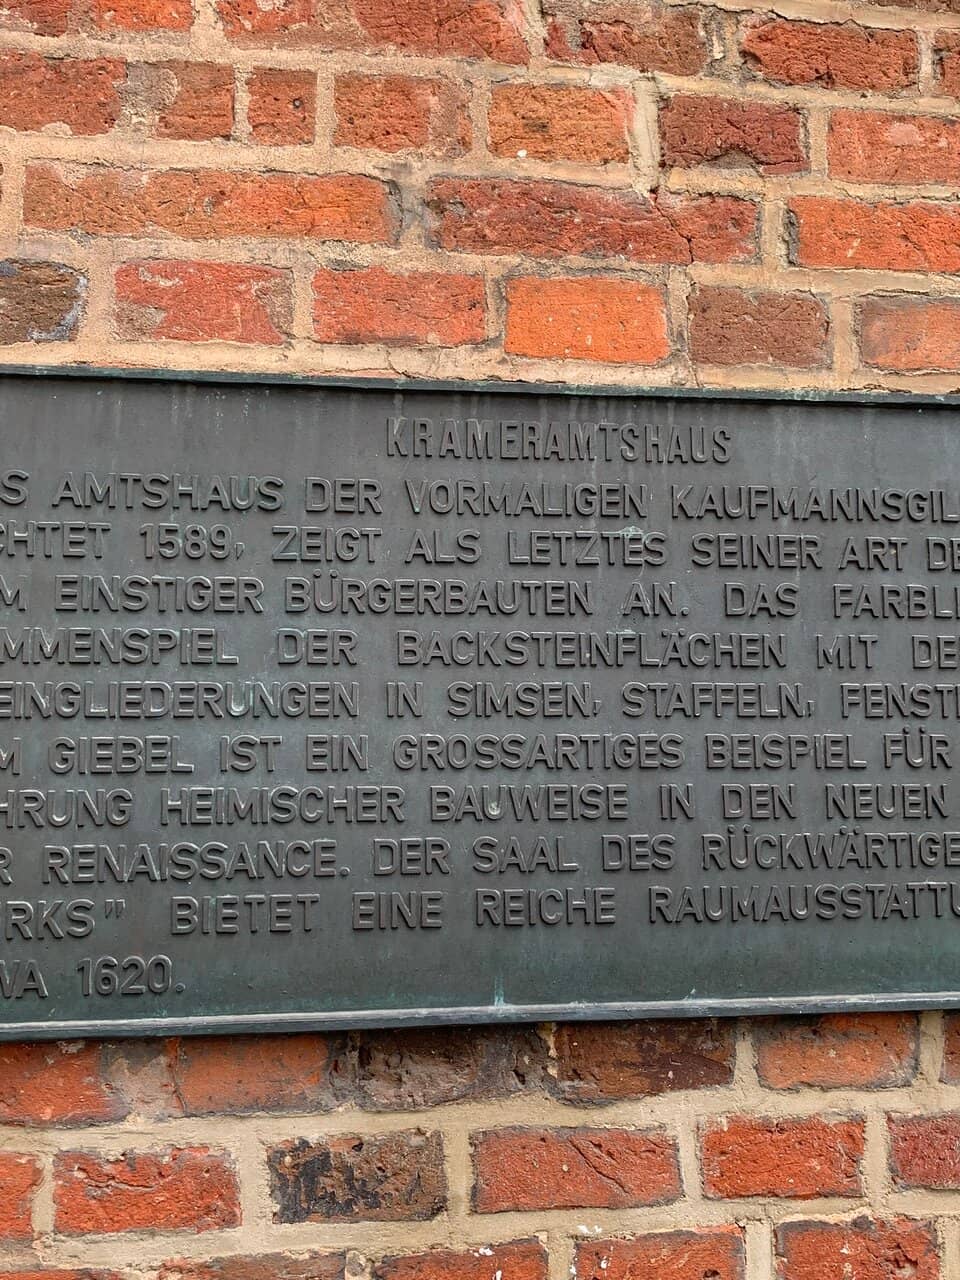 KRAMERAMTSHAUS
AS AMTSHAUS DER VORMALIGEN KAUFMANNSGIL
CHTET 1589, ZEIGT ALS LETZTES SEINER ART DE
M EINSTIGER BÜRGERBAUTEN AN. DAS FARBLI
MMENSPIEL DER BACKSTEINFLÄCHEN MIT DE
EINGLIEDERUNGEN IN SIMSEN, STAFFELN, FENST
M GIEBEL IST EIN GROSSARTIGES BEISPIEL FÜR
HRUNG HEIMISCHER BAUWEISE IN DEN NEUEN
R RENAISSANCE. DER SAAL DES RÜCKWÄRTIGE
RKS" BIETET EINE REICHE RAUMAUSSTATTU
WA 1620.